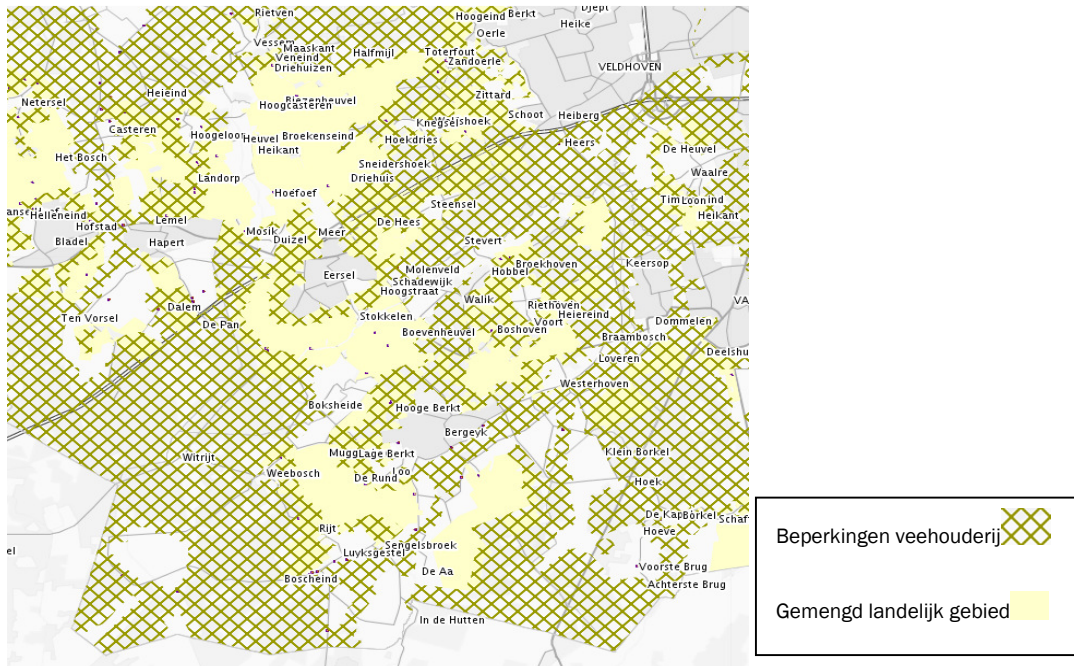 Rietven
Hoogeind
Berkt
Djept
Heike
Oerle
Vessem
Maaskant
Halfmijl
Toterfout
Veneind
Zandoerle
Driehuizen
VELDHOVEN
Heieind
Zittard
Netersel
Hoogcasteren
Schoot
Heiberg
Casteren
Knegsel
Hoogeloon
Heuvel
Broekenseind
Hoekdries
Heers
De Heuvel
Heikant
Het Bosch
Sneidershoek
Waalre
Landorp
Driehuis
Hoefoef
Steensel
Loon
Helleneind
Lemel
Heikant
Hofstad
De Hees
Mosik
Meer
Bladel
Hapert
Duizel
Stevert
Eersel
Molenveld
Broekhoven
Keersop
Schadewijk
Hobbel
Hoogstraat
Walik
Dalem
Riethoven
Ten Vorsel
Stokkelen
Heiereind
De Pan
Voort
Dommelen
Boevenheuvel
Boshoven
Braambosch
Loveren
Westerhoven
Boksheide
Hooge Berkt
Bergeyk
Witrijt
Lage Berkt
Klein Borkel
Weebosch
Loo
De Rund
Hoek
Borkel
Rijt
Hoeve
Sengelsbroek
Luyksgestel
De Aa
Voorste Brug
Boscheind
Achterste Brug
In de Hutten
Beperkingen veehouderij
Gemengd landelijk gebied